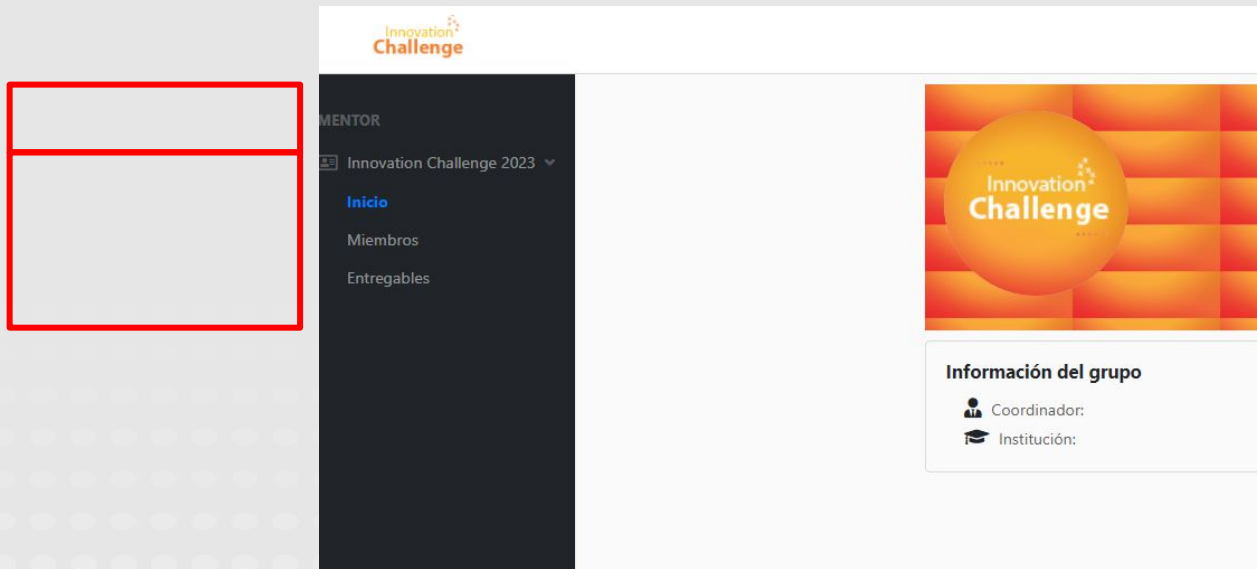 Innovation
Challenge
MENTOR
Innovation Challenge 2023
Inicio
Miembros
Entregables
Innovation
Challenge
Información del grupo
Coordinador:
Institución: